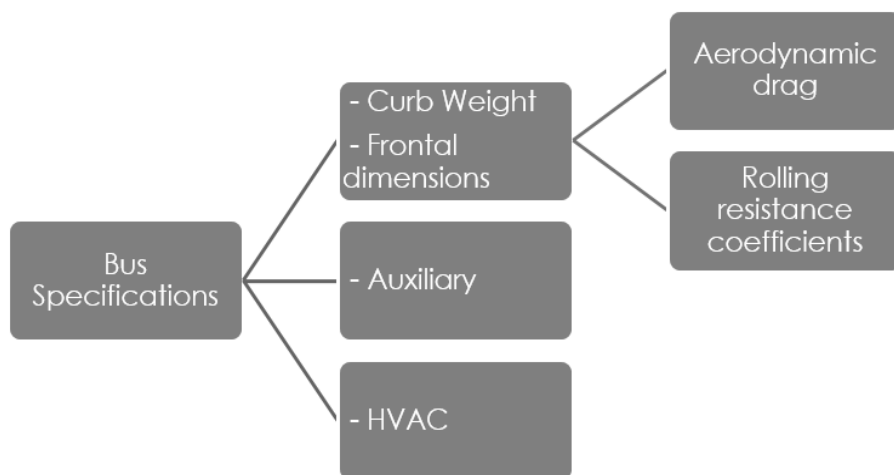 Bus
Specifications
- Curb Weight
- Frontal
dimensions
- Auxiliary
- HVAC
Aerodynamic
drag
Rolling
resistance
coefficients